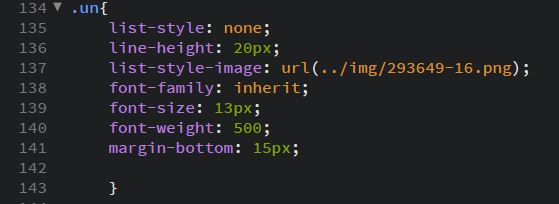 134 ▼ .un{
135 list-style: none;
136 line-height: 20px;
137 list-style-image: url(../img/293649-16.png);
138 font-family: inherit;
139 font-size: 13px;
140 font-weight: 500;
141 margin-bottom: 15px;
142
143 }